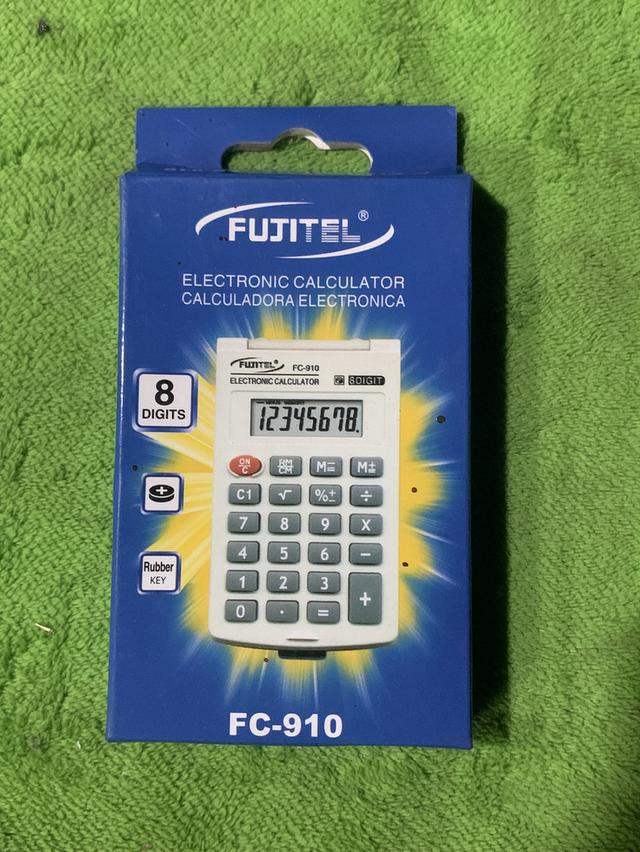 FUJITEL®
ELECTRONIC CALCULATOR
CALCULADORA ELECTRONICA
8
DIGITS
Rubber
KEY
FUJITEL FC-910
ELECTRONIC CALCULATOR 8DIGIT
12345678.
ON/C RM/CM M= M±
C1 √ %± ÷
7 8 9 X
4 5 6 −
1 2 3 +
0 · =
FC-910